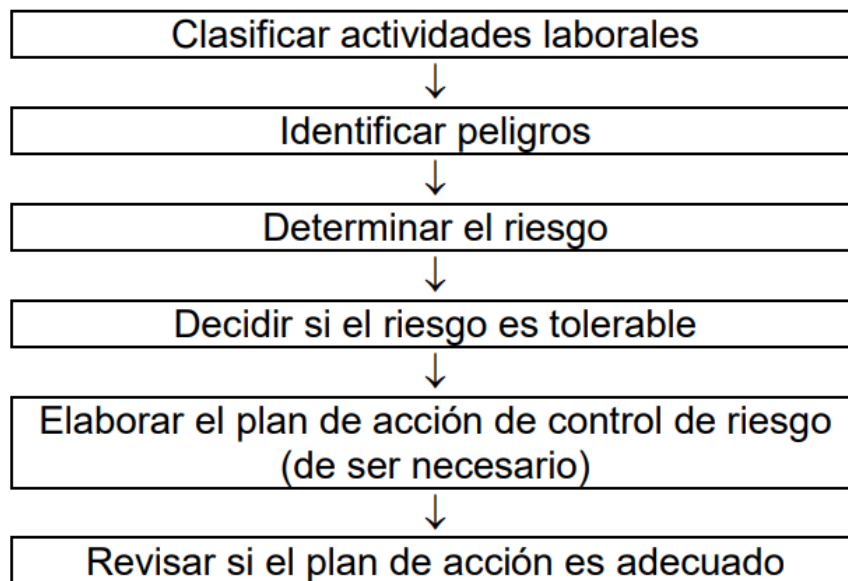 Clasificar actividades laborales
↓
Identificar peligros
↓
Determinar el riesgo
↓
Decidir si el riesgo es tolerable
↓
Elaborar el plan de acción de control de riesgo
(de ser necesario)
↓
Revisar si el plan de acción es adecuado